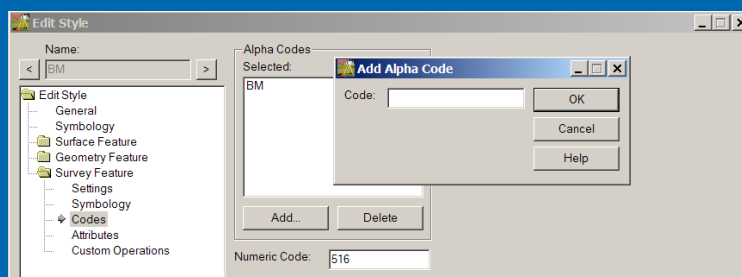 Edit Style
Name:
< BM >
Edit Style
General
Symbology
Surface Feature
Geometry Feature
Survey Feature
Settings
Symbology
Codes
Attributes
Custom Operations
Alpha Codes
Selected:
BM
Add... Delete
Numeric Code: 516
Add Alpha Code
Code:
OK
Cancel
Help